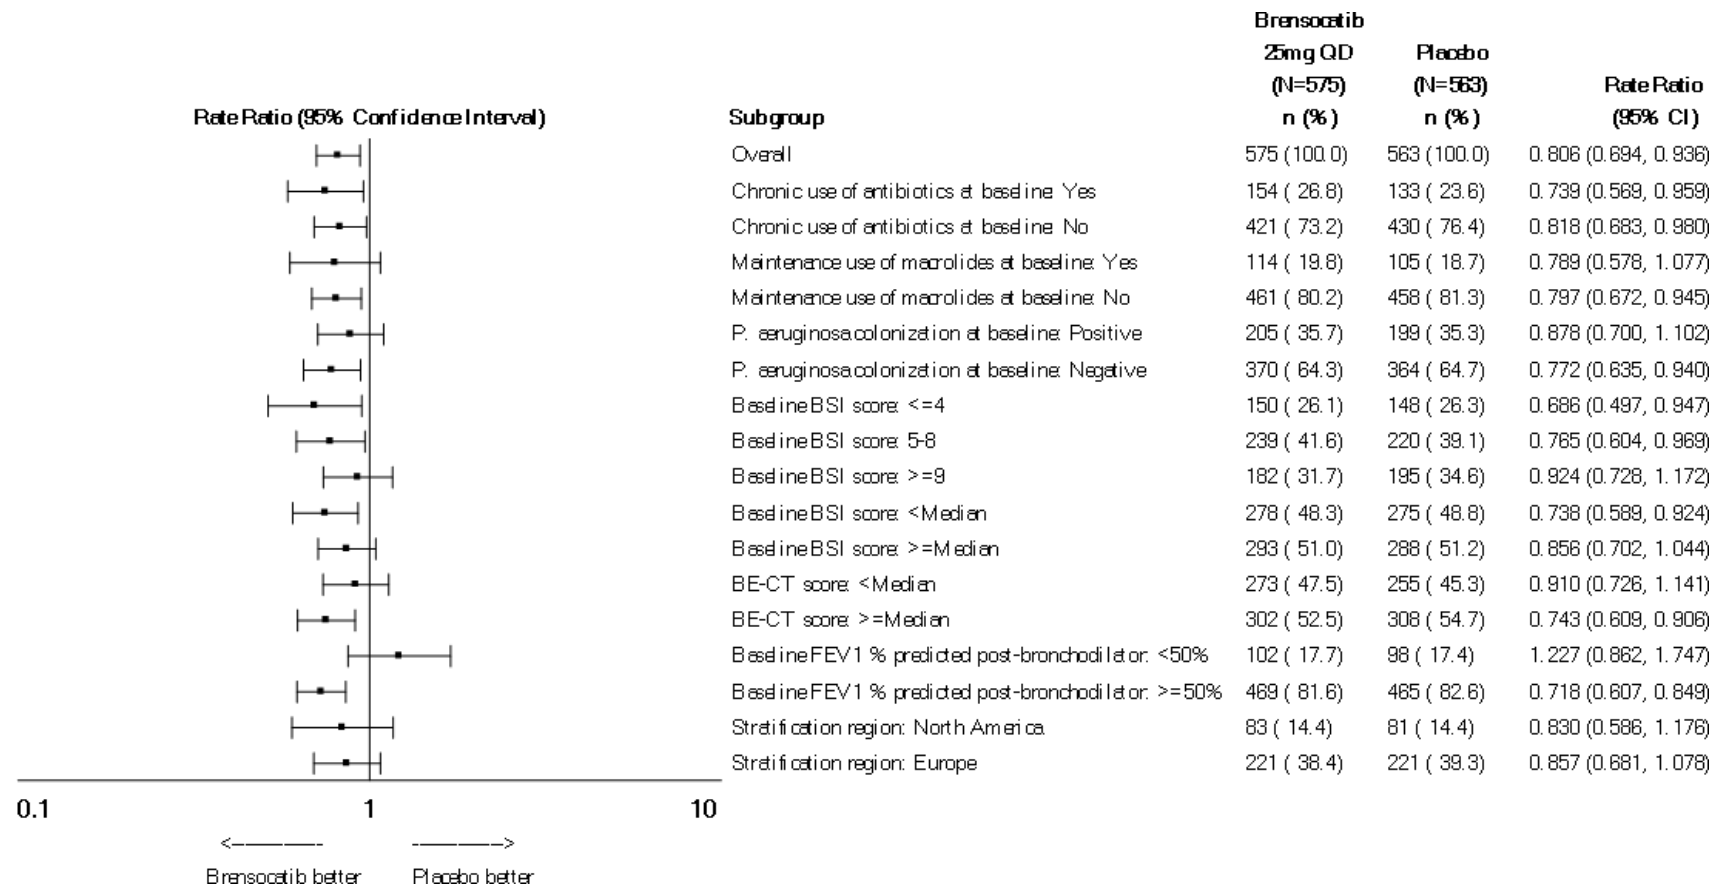 Brensocatib
25mg QD Placebo
(N=575) (N=563) Rate Ratio
Rate Ratio (95% Confidence Interval) Subgroup n (%) n (%) (95% CI)
Overall 575 (100.0) 563 (100.0) 0.806 (0.694, 0.936)
Chronic use of antibiotics at baseline: Yes 154 ( 26.8) 133 ( 23.6) 0.739 (0.569, 0.959)
Chronic use of antibiotics at baseline: No 421 ( 73.2) 430 ( 76.4) 0.818 (0.683, 0.980)
Maintenance use of macrolides at baseline: Yes 114 ( 19.8) 105 ( 18.7) 0.789 (0.578, 1.077)
Maintenance use of macrolides at baseline: No 461 ( 80.2) 458 ( 81.3) 0.797 (0.672, 0.945)
P. aeruginosa colonization at baseline: Positive 205 ( 35.7) 199 ( 35.3) 0.878 (0.700, 1.102)
P. aeruginosa colonization at baseline: Negative 370 ( 64.3) 364 ( 64.7) 0.772 (0.635, 0.940)
Baseline BSI score: <=4 150 ( 26.1) 148 ( 26.3) 0.686 (0.497, 0.947)
Baseline BSI score: 5-8 239 ( 41.6) 220 ( 39.1) 0.765 (0.604, 0.969)
Baseline BSI score: >=9 182 ( 31.7) 195 ( 34.6) 0.924 (0.728, 1.172)
Baseline BSI score: <Median 278 ( 48.3) 275 ( 48.8) 0.738 (0.589, 0.924)
Baseline BSI score: >=Median 293 ( 51.0) 288 ( 51.2) 0.856 (0.702, 1.044)
BE-CT score: <Median 273 ( 47.5) 255 ( 45.3) 0.910 (0.726, 1.141)
BE-CT score: >=Median 302 ( 52.5) 308 ( 54.7) 0.743 (0.609, 0.906)
Baseline FEV1 % predicted post-bronchodilator: <50% 102 ( 17.7) 98 ( 17.4) 1.227 (0.862, 1.747)
Baseline FEV1 % predicted post-bronchodilator: >=50% 469 ( 81.6) 465 ( 82.6) 0.718 (0.607, 0.849)
Stratification region: North America 83 ( 14.4) 81 ( 14.4) 0.830 (0.586, 1.176)
Stratification region: Europe 221 ( 38.4) 221 ( 39.3) 0.857 (0.681, 1.078)
0.1 1 10
<------------- ------------->
Brensocatib better Placebo better